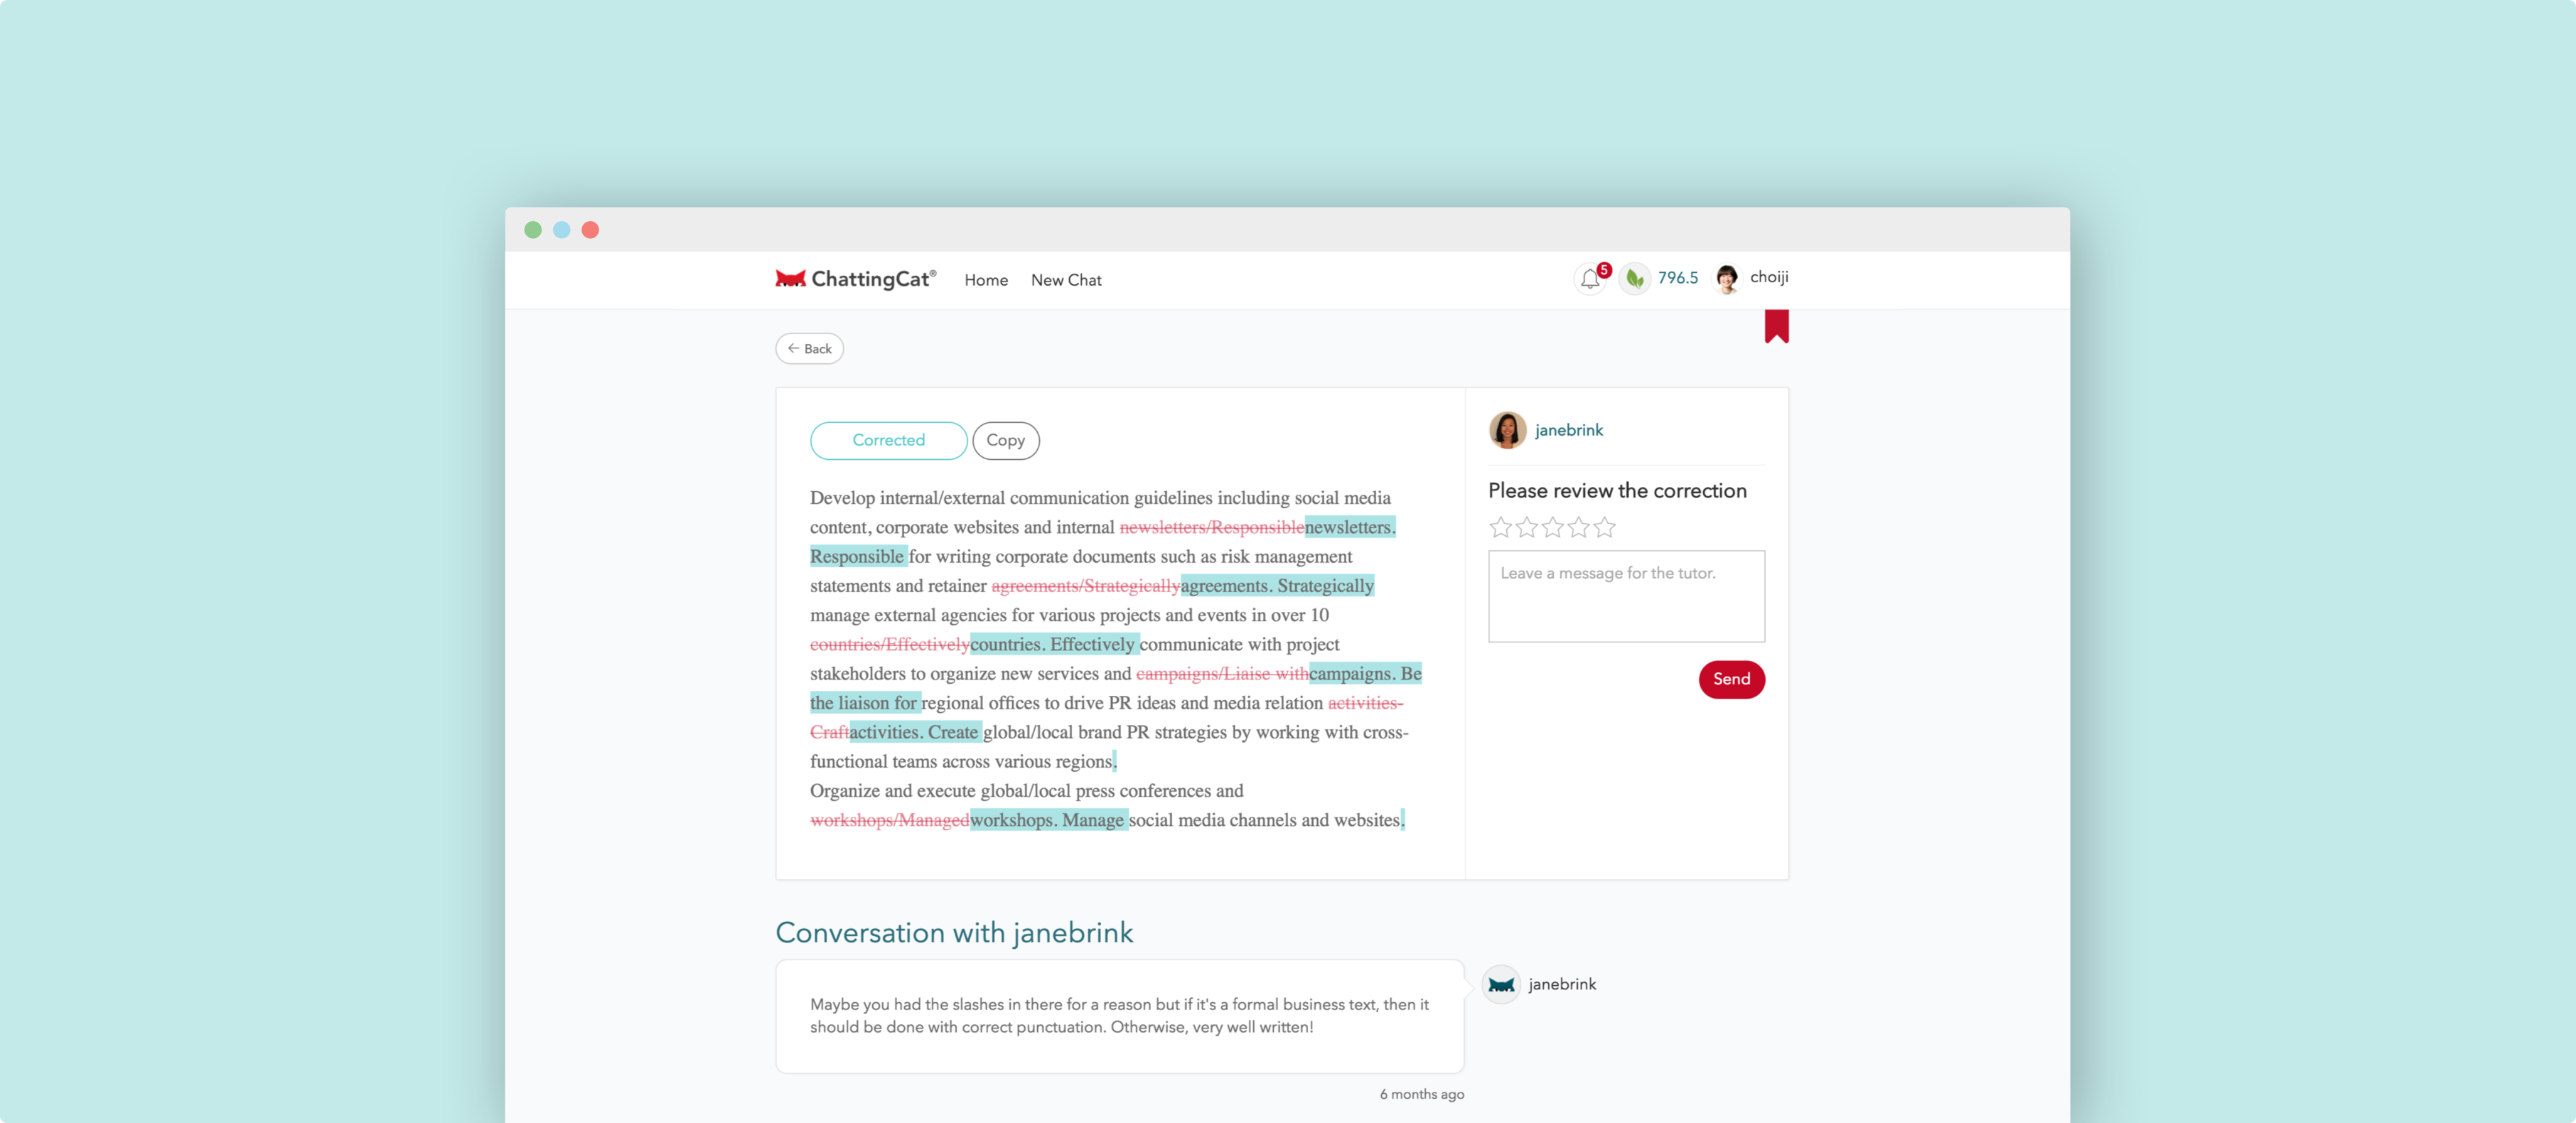 ChattingCat® Home New Chat 5 796.5 choiji
← Back
Corrected Copy
Develop internal/external communication guidelines including social media
content, corporate websites and internal newsletters/Responsiblenewsletters.
Responsible for writing corporate documents such as risk management
statements and retainer agreements/Strategicallyagreements. Strategically
manage external agencies for various projects and events in over 10
countries/Effectivelycountries. Effectively communicate with project
stakeholders to organize new services and campaigns/Liaise withcampaigns. Be
the liaison for regional offices to drive PR ideas and media relation activities-
Craftactivities. Create global/local brand PR strategies by working with cross-
functional teams across various regions.
Organize and execute global/local press conferences and
workshops/Managedworkshops. Manage social media channels and websites.
janebrink
Please review the correction
Leave a message for the tutor.
Send
Conversation with janebrink
Maybe you had the slashes in there for a reason but if it's a formal business text, then it
should be done with correct punctuation. Otherwise, very well written!
janebrink
6 months ago